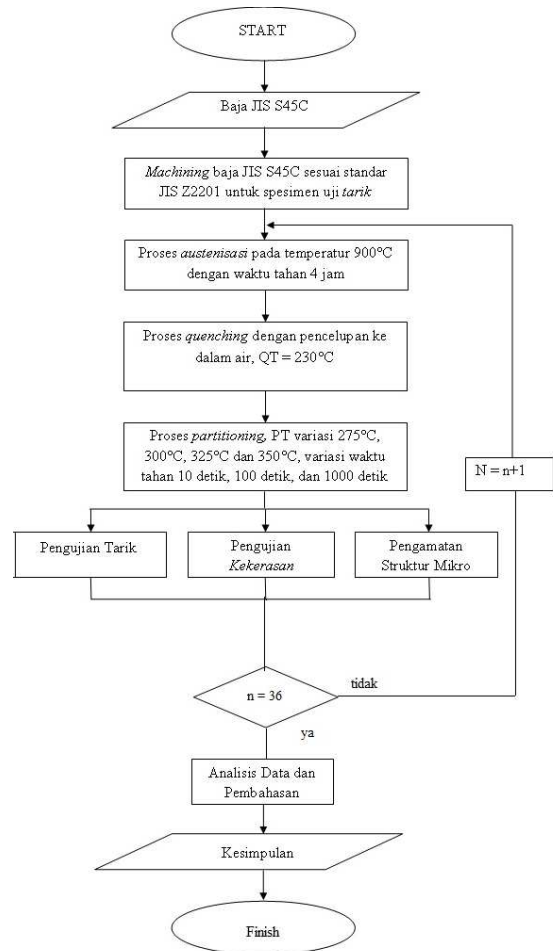 START
Baja JIS S45C
Machining baja JIS S45C sesuai standar
JIS Z2201 untuk spesimen uji tarik
Proses austenisasi pada temperatur 900°C
dengan waktu tahan 4 jam
Proses quenching dengan pencelupan ke
dalam air, QT = 230°C
Proses partitioning, PT variasi 275°C,
300°C, 325°C dan 350°C, variasi waktu
tahan 10 detik, 100 detik, dan 1000 detik
N = n+1
Pengujian Tarik
Pengujian
Kekerasan
Pengamatan
Struktur Mikro
n = 36
tidak
ya
Analisis Data dan
Pembahasan
Kesimpulan
Finish